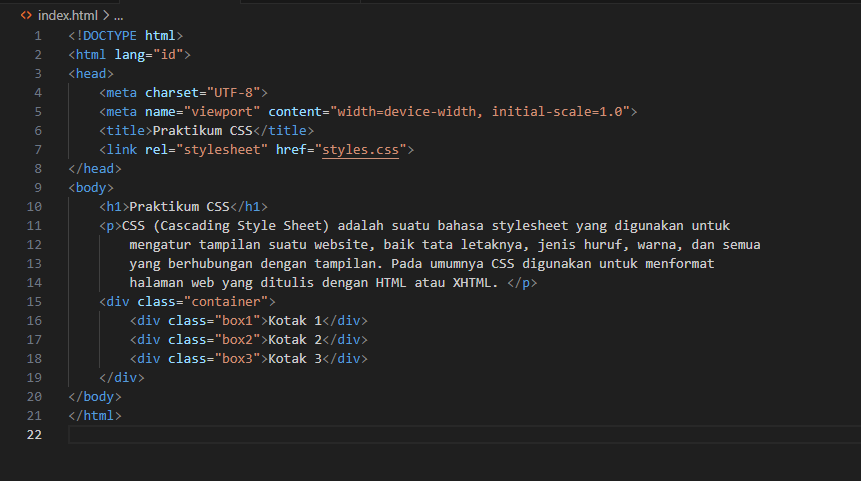 index.html > ...
1 <!DOCTYPE html>
2 <html lang="id">
3 <head>
4     <meta charset="UTF-8">
5     <meta name="viewport" content="width=device-width, initial-scale=1.0">
6     <title>Praktikum CSS</title>
7     <link rel="stylesheet" href="styles.css">
8 </head>
9 <body>
10     <h1>Praktikum CSS</h1>
11     <p>CSS (Cascading Style Sheet) adalah suatu bahasa stylesheet yang digunakan untuk
12         mengatur tampilan suatu website, baik tata letaknya, jenis huruf, warna, dan semua
13         yang berhubungan dengan tampilan. Pada umumnya CSS digunakan untuk menformat
14         halaman web yang ditulis dengan HTML atau XHTML. </p>
15     <div class="container">
16         <div class="box1">Kotak 1</div>
17         <div class="box2">Kotak 2</div>
18         <div class="box3">Kotak 3</div>
19     </div>
20 </body>
21 </html>
22